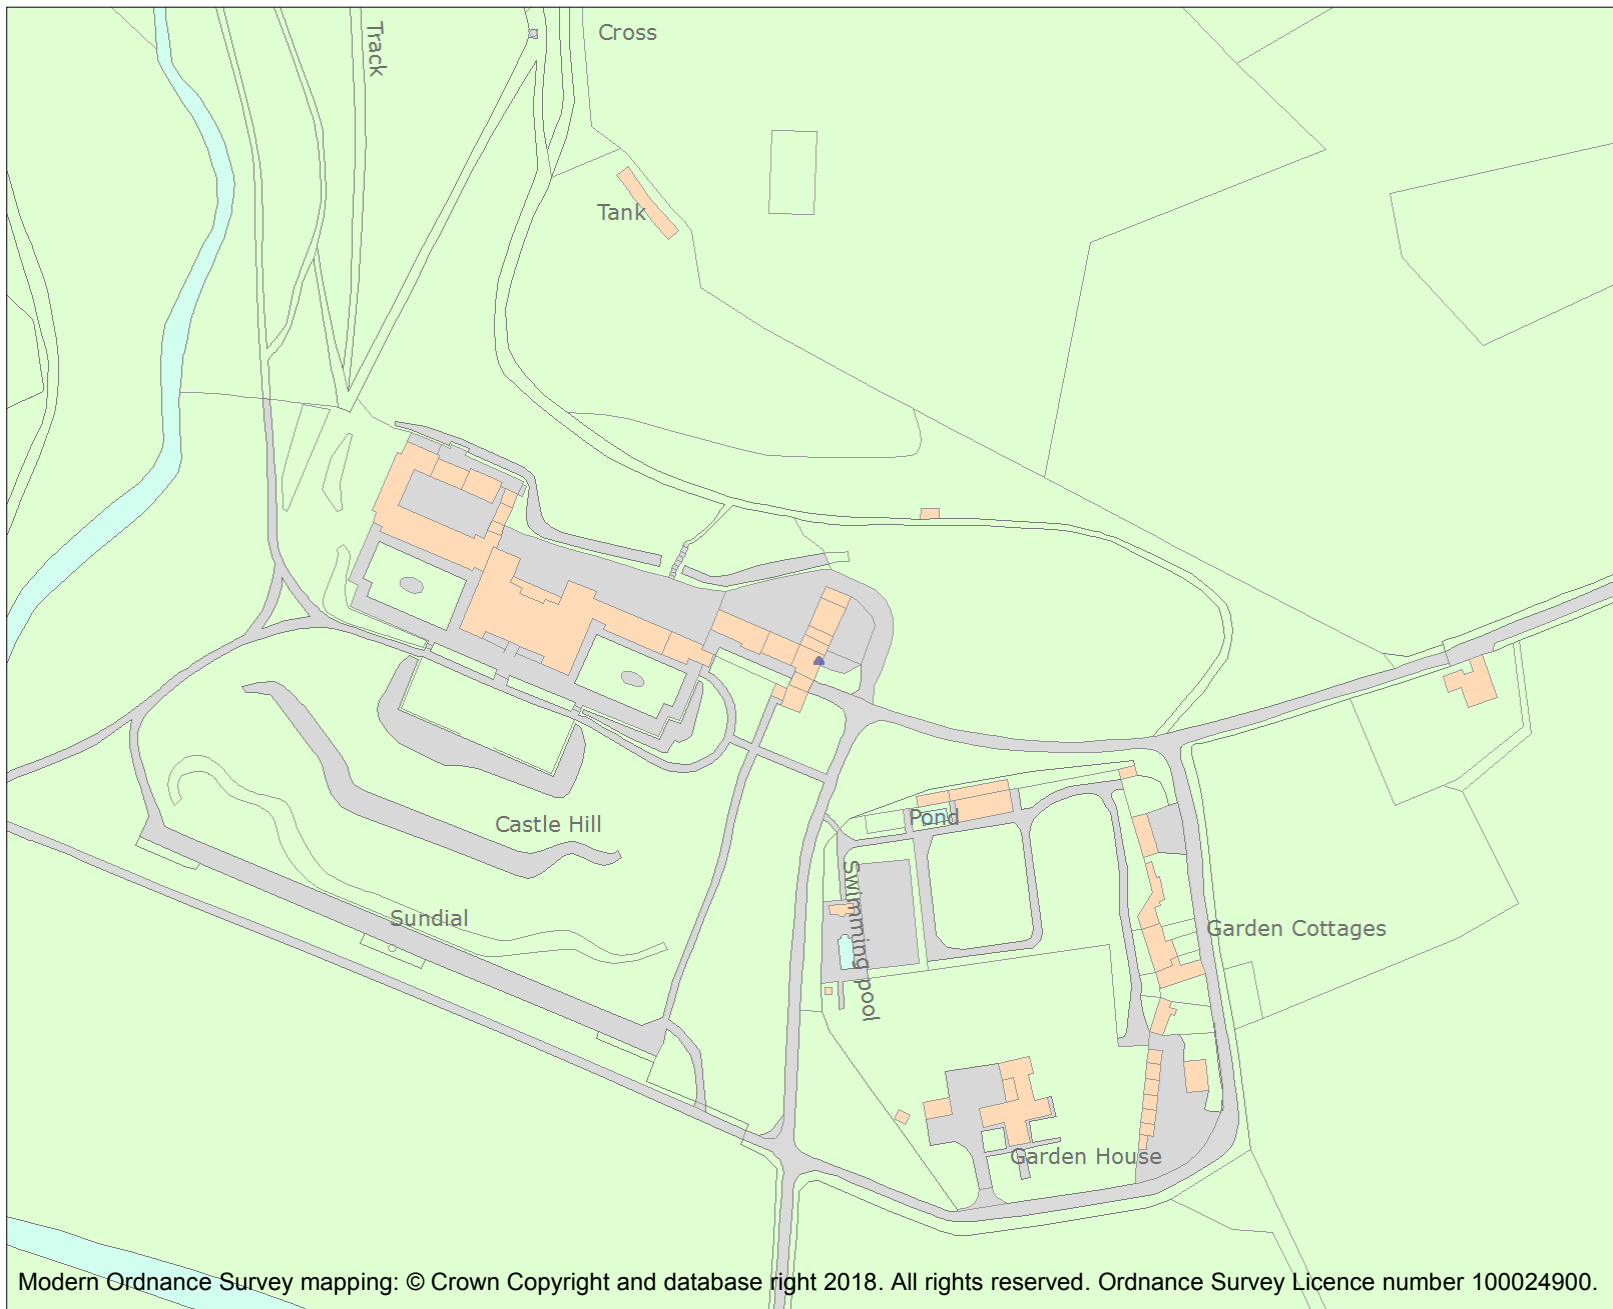 Cross
Track
Tank
Castle Hill
Pond
Swimming pool
Sundial
Garden Cottages
Garden House
Modern Ordnance Survey mapping: © Crown Copyright and database right 2018. All rights reserved. Ordnance Survey Licence number 100024900.